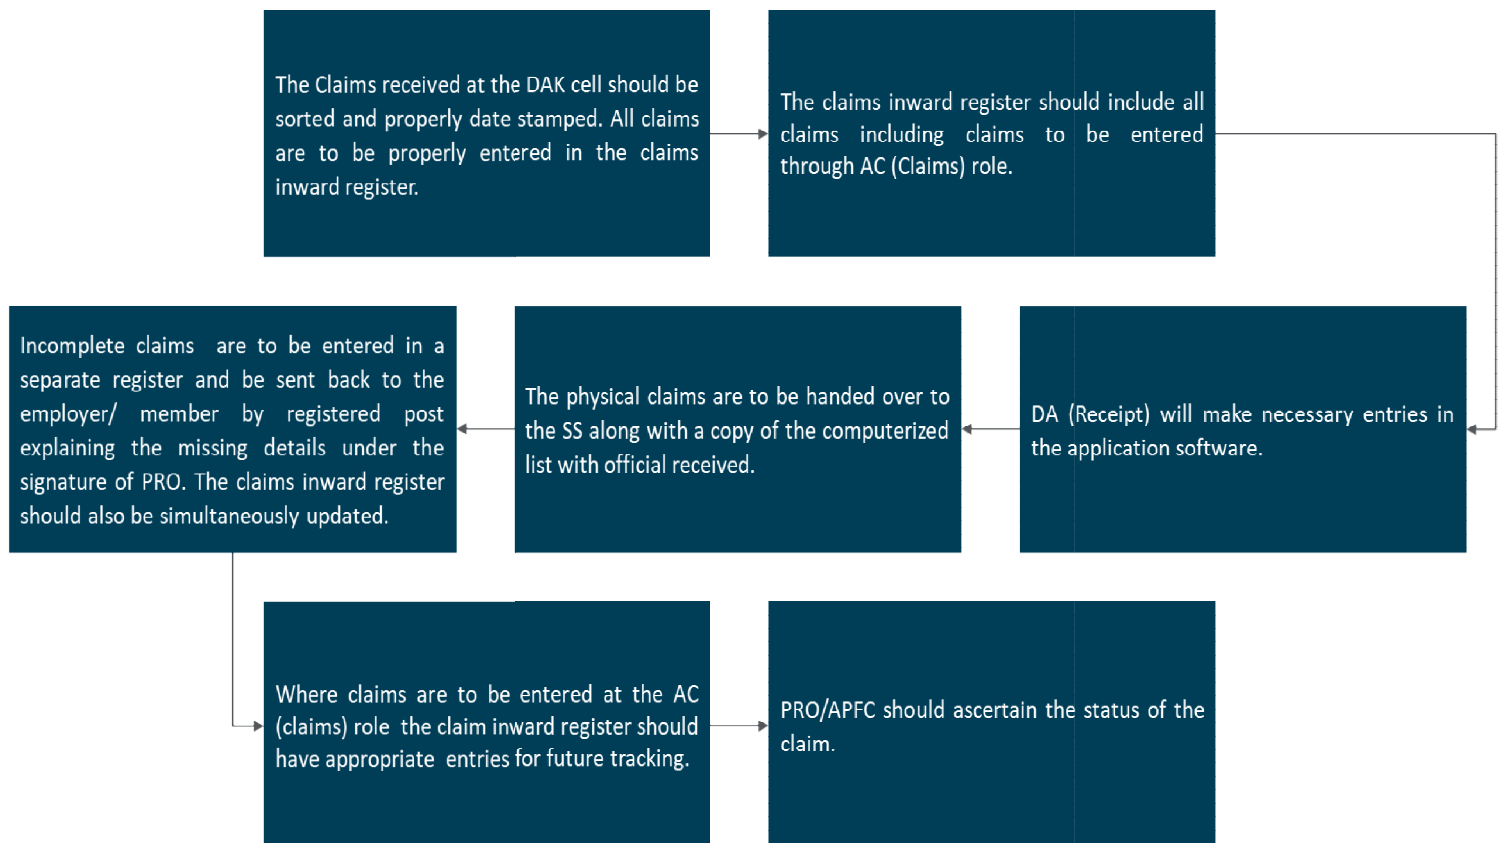 The Claims received at the DAK cell should be
sorted and properly date stamped. All claims
are to be properly entered in the claims
inward register.
The claims inward register should include all
claims including claims to be entered
through AC (Claims) role.
DA (Receipt) will make necessary entries in
the application software.
The physical claims are to be handed over to
the SS along with a copy of the computerized
list with official received.
Incomplete claims are to be entered in a
separate register and be sent back to the
employer/ member by registered post
explaining the missing details under the
signature of PRO. The claims inward register
should also be simultaneously updated.
Where claims are to be entered at the AC
(claims) role the claim inward register should
have appropriate entries for future tracking.
PRO/APFC should ascertain the status of the
claim.